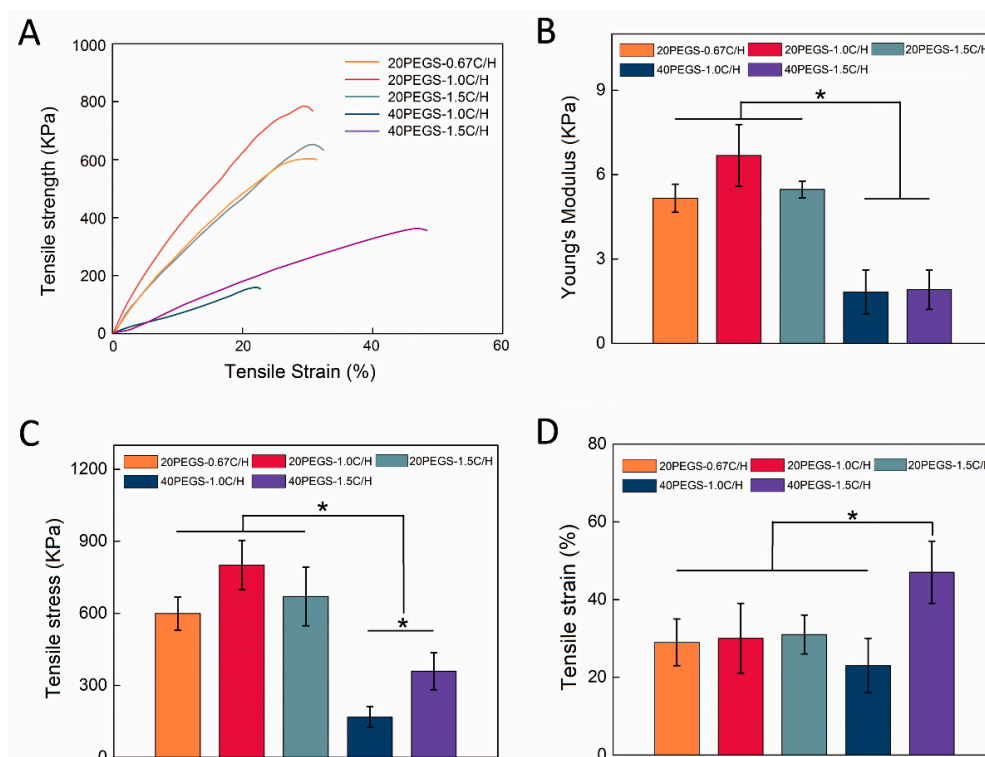 A
1000
800
600
400
200
0
0
20
40
60
Tensile strength (KPa)
Tensile Strain (%)
20PEGS-0.67C/H
20PEGS-1.0C/H
20PEGS-1.5C/H
40PEGS-1.0C/H
40PEGS-1.5C/H
B
20PEGS-0.67C/H 20PEGS-1.0C/H 20PEGS-1.5C/H
40PEGS-1.0C/H 40PEGS-1.5C/H
*
9
6
3
0
Young's Modulus (KPa)
C
20PEGS-0.67C/H 20PEGS-1.0C/H 20PEGS-1.5C/H
40PEGS-1.0C/H 40PEGS-1.5C/H
*
*
1200
900
600
300
0
Tensile stress (KPa)
D
20PEGS-0.67C/H 20PEGS-1.0C/H 20PEGS-1.5C/H
40PEGS-1.0C/H 40PEGS-1.5C/H
*
80
60
40
20
0
Tensile strain (%)